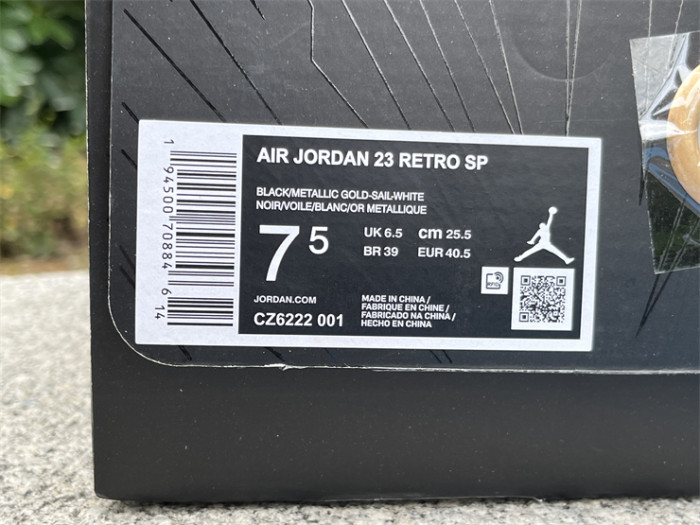 AIR JORDAN 23 RETRO SP
BLACK/METALLIC GOLD-SAIL-WHITE
NOIR/VOILE/BLANC/OR METALLIQUE
7 5
UK 6.5 cm 25.5
BR 39 EUR 40.5
JORDAN.COM
CZ6222 001
MADE IN CHINA /
FABRIQUE EN CHINE /
FABRICADO NA CHINA /
HECHO EN CHINA
RFID
1 94500 70884 6 14